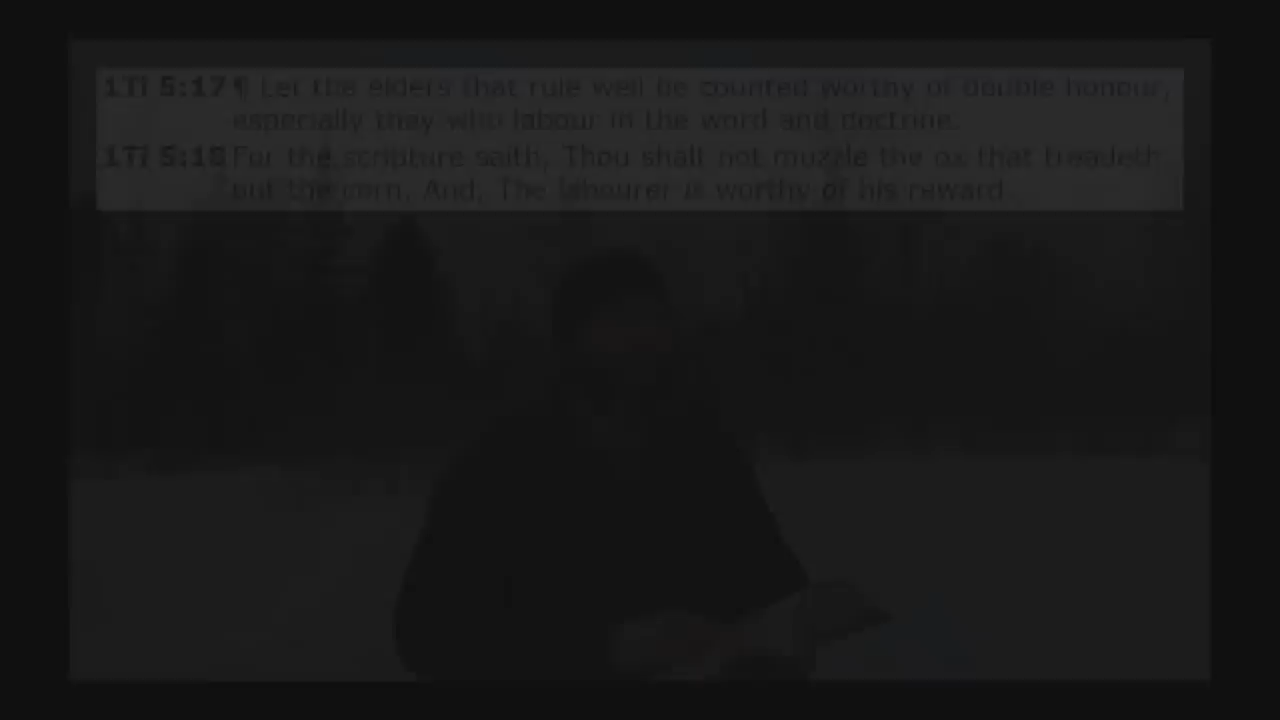 1Ti 5:17 ¶ Let the elders that rule well be counted worthy of double honour,
especially they who labour in the word and doctrine.
1Ti 5:18 For the scripture saith, Thou shalt not muzzle the ox that treadeth
out the corn. And, The labourer is worthy of his reward.